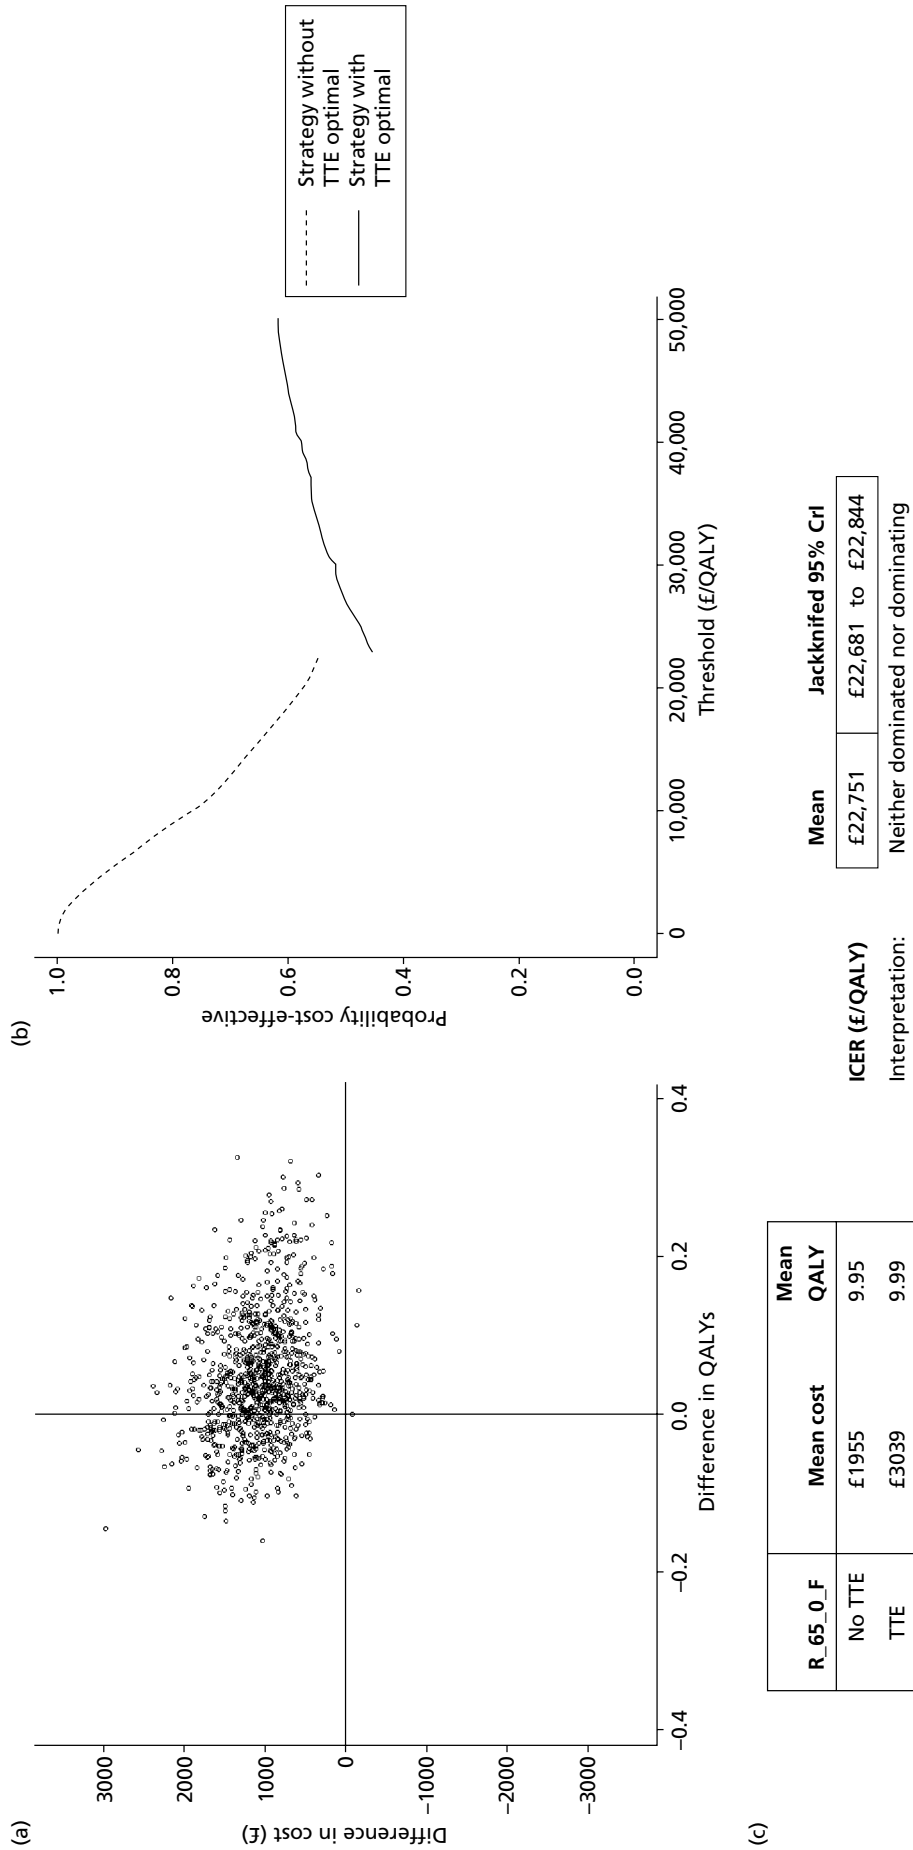 (a)
3000
2000
1000
0
−1000
−2000
−3000
Difference in cost (£)
−0.4
−0.2
0.0
0.2
0.4
Difference in QALYs
(b)
1.0
0.8
0.6
0.4
0.2
0.0
Probability cost-effective
0
10,000
20,000
30,000
40,000
50,000
Threshold (£/QALY)
Strategy without
TTE optimal
Strategy with
TTE optimal
(c)
R_65_0_F Mean cost Mean QALY
No TTE £1955 9.95
TTE £3039 9.99
Mean Jackknifed 95% CrI
ICER (£/QALY) £22,751 £22,681 to £22,844
Interpretation: Neither dominated nor dominating